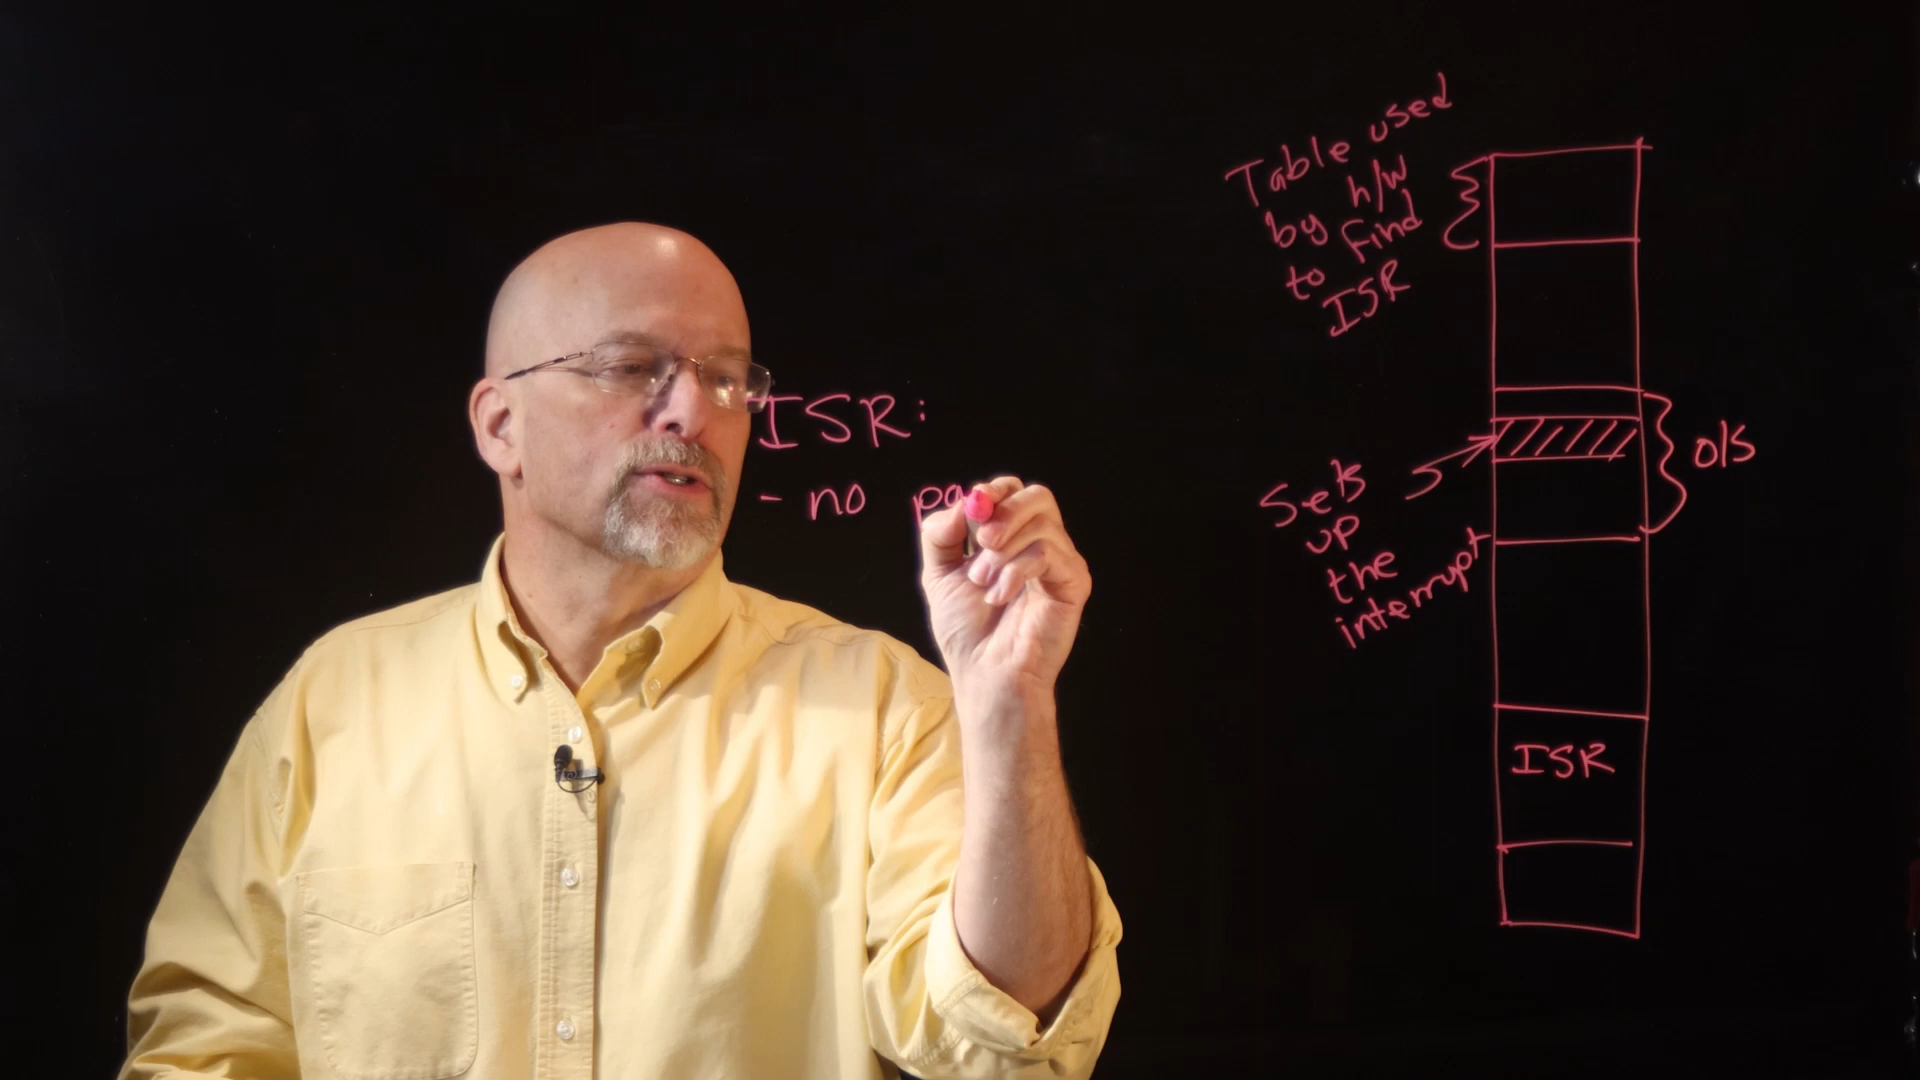 ISR:
- no pa
Table used
by h/w
to find
ISR
Sets
up
the
interrupt
O/S
ISR